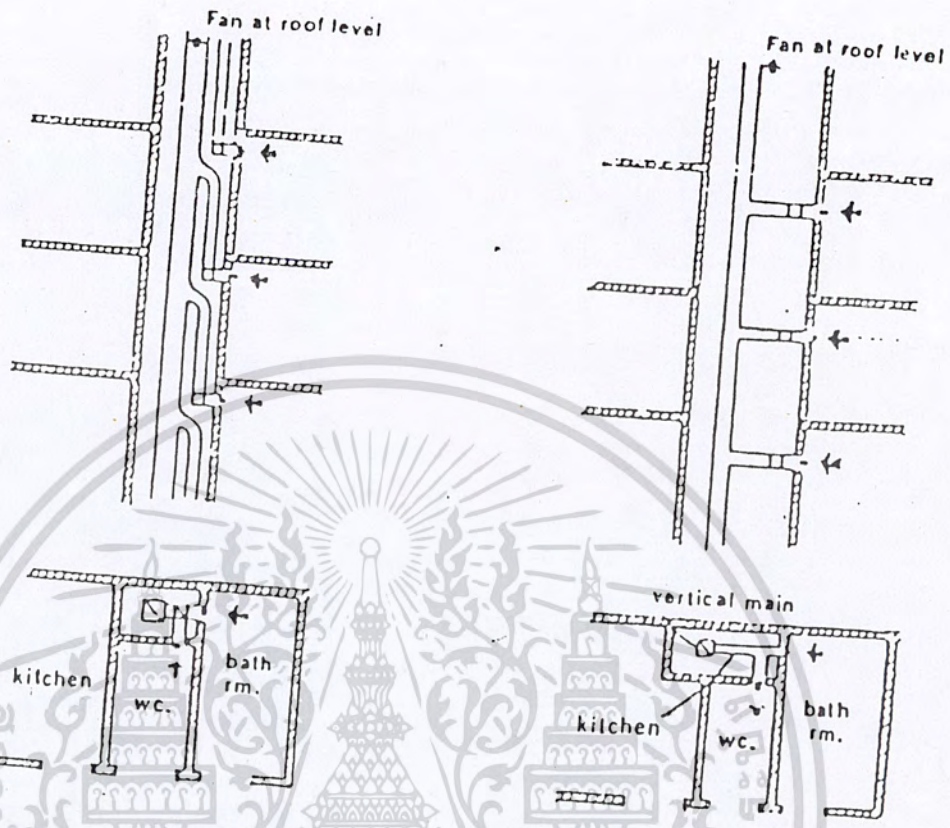 Fan at roof level
Fan at roof level
kitchen
wc.
bath
rm.
vertical main
kitchen
wc.
bath
rm.